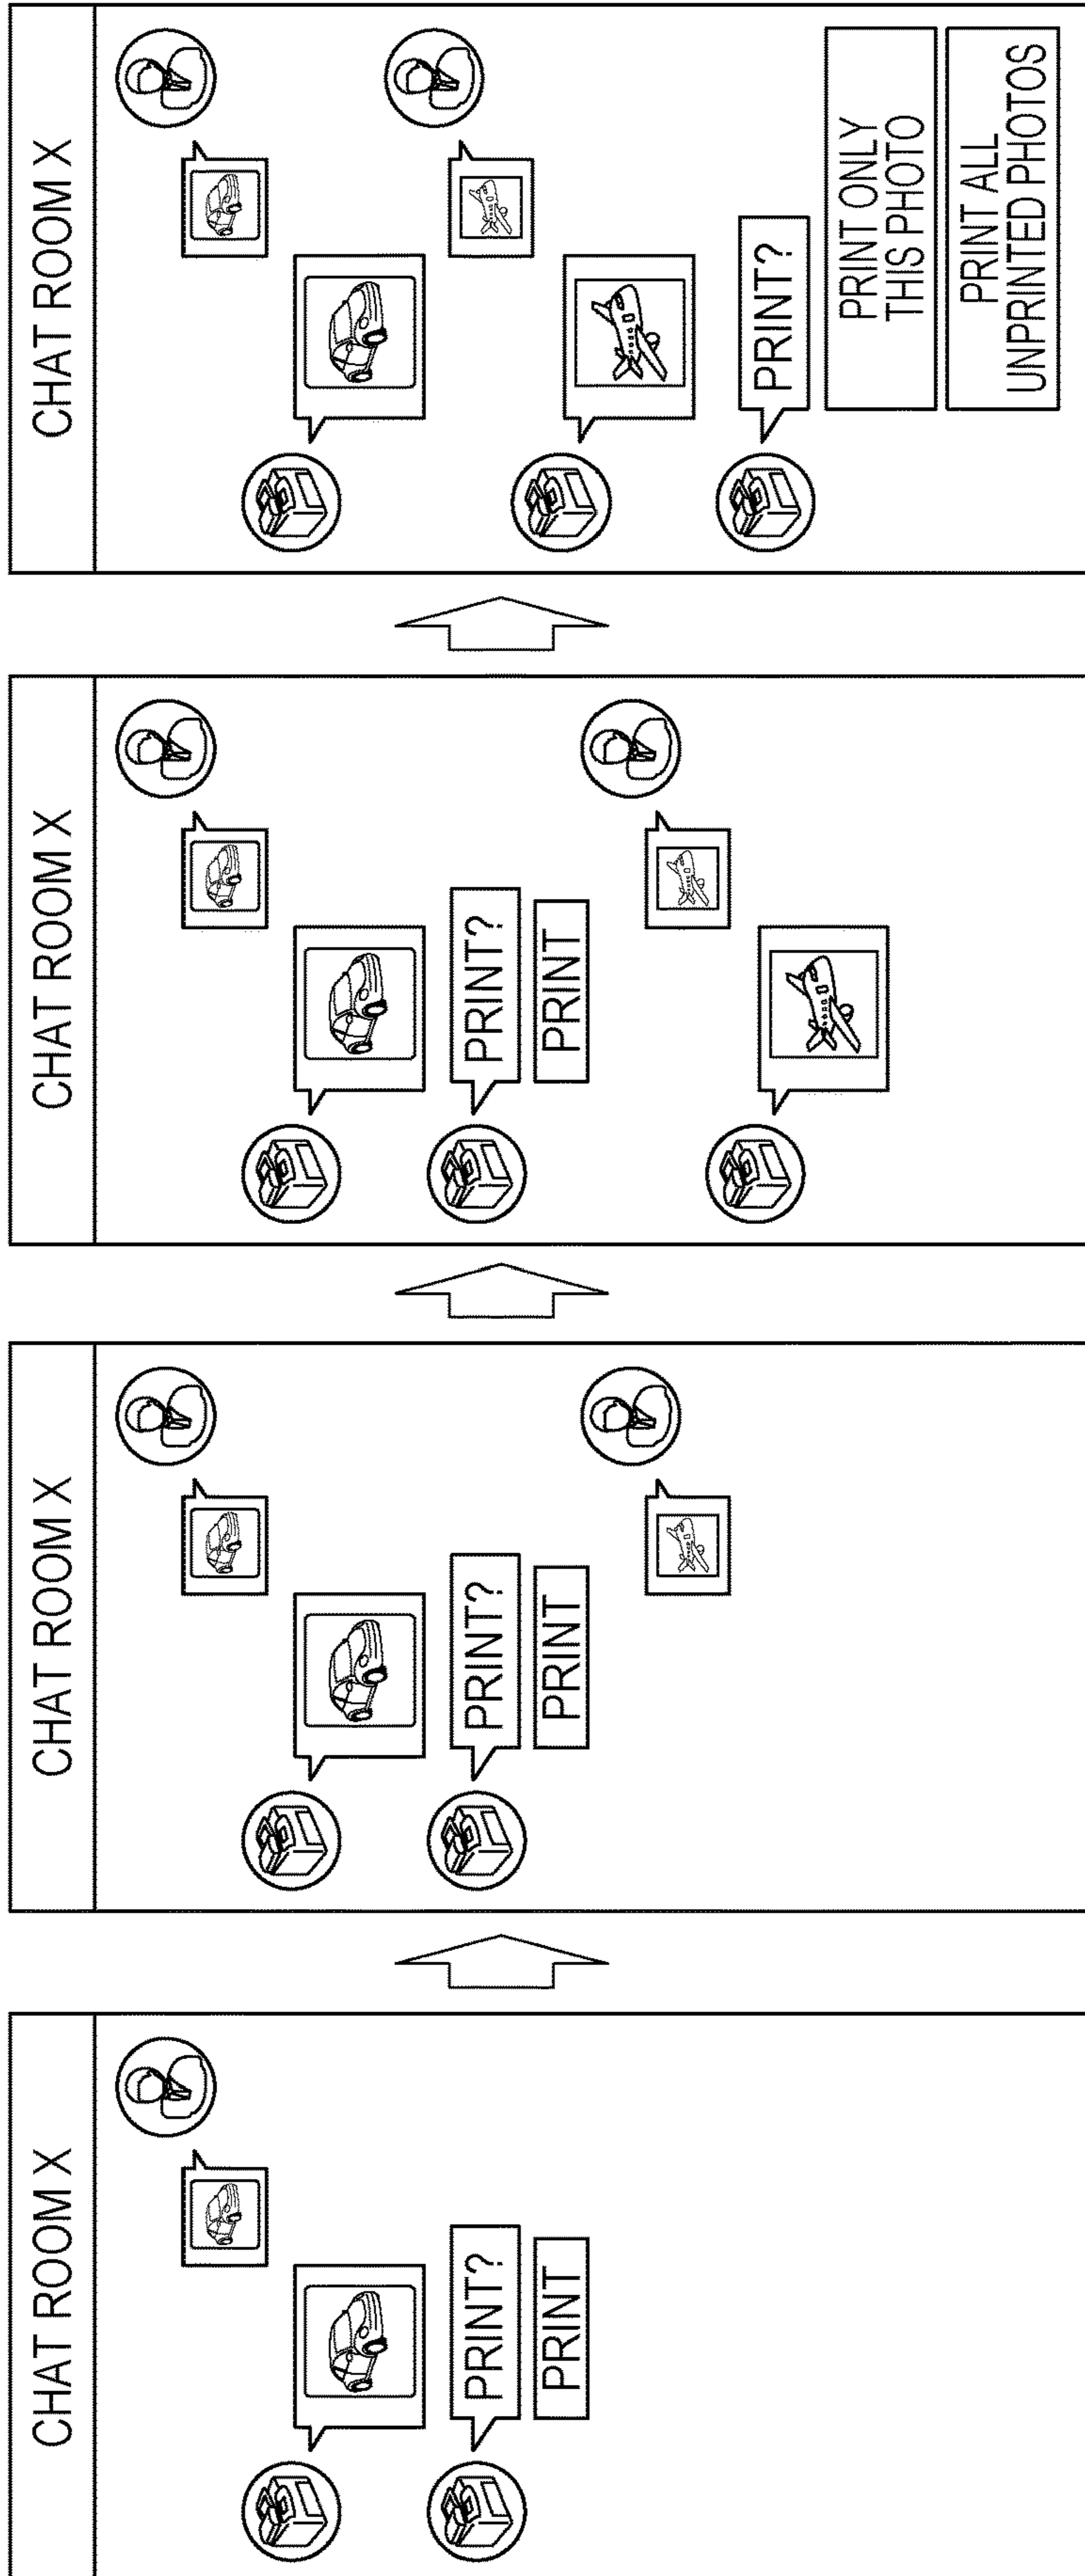 CHAT ROOM X
PRINT?
PRINT
CHAT ROOM X
PRINT?
PRINT
CHAT ROOM X
PRINT?
PRINT
CHAT ROOM X
PRINT?
PRINT ONLY
THIS PHOTO
PRINT ALL
UNPRINTED PHOTOS